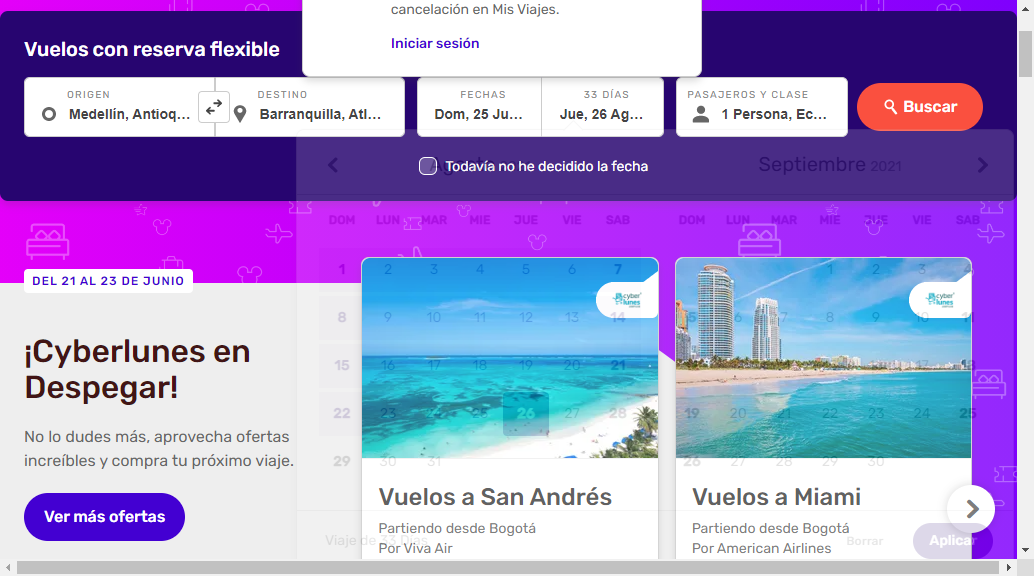 cancelación en Mis Viajes.
Iniciar sesión
Vuelos con reserva flexible
ORIGEN
Medellín, Antioq...
DESTINO
Barranquilla, Atl...
FECHAS
Dom, 25 Ju...
33 DÍAS
Jue, 26 Ag...
PASAJEROS Y CLASE
1 Persona, Ec...
Buscar
Todavía no he decidido la fecha
Septiembre 2021
DOM LUN MAR MIE JUE VIE SAB
DOM LUN MAR MIE JUE VIE SAB
1 2 3 4 5 6 7
1 2 3 4
8 9 10 11 12 13 14
5 6 7 8 9 10 11
15 16 17 18 19 20 21
22 23 24 25 26 27 28
19 20 21 22 23 24 25
29 30 31
26 27 28 29 30
DEL 21 AL 23 DE JUNIO
¡Cyberlunes en
Despegar!
No lo dudes más, aprovecha ofertas
increíbles y compra tu próximo viaje.
Ver más ofertas
cyber
lunes
Vuelos a San Andrés
Partiendo desde Bogotá
Por Viva Air
cyber
lunes
Vuelos a Miami
Partiendo desde Bogotá
Por American Airlines
Viaje de 33 Días
Borrar
Aplicar